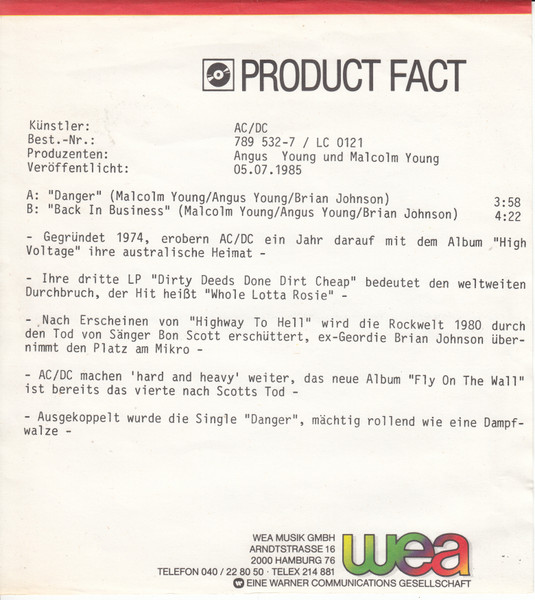 PRODUCT FACT
Künstler: AC/DC
Best.-Nr.: 789 532-7 / LC 0121
Produzenten: Angus Young und Malcolm Young
Veröffentlicht: 05.07.1985
A: "Danger" (Malcolm Young/Angus Young/Brian Johnson) 3:58
B: "Back In Business" (Malcolm Young/Angus Young/Brian Johnson) 4:22
- Gegründet 1974, erobern AC/DC ein Jahr darauf mit dem Album "High
Voltage" ihre australische Heimat -
- Ihre dritte LP "Dirty Deeds Done Dirt Cheap" bedeutet den weltweiten
Durchbruch, der Hit heißt "Whole Lotta Rosie" -
- Nach Erscheinen von "Highway To Hell" wird die Rockwelt 1980 durch
den Tod von Sänger Bon Scott erschüttert, ex-Geordie Brian Johnson über-
nimmt den Platz am Mikro -
- AC/DC machen 'hard and heavy' weiter, das neue Album "Fly On The Wall"
ist bereits das vierte nach Scotts Tod -
- Ausgekoppelt wurde die Single "Danger", mächtig rollend wie eine Dampf-
walze -
WEA MUSIK GMBH
ARNDTSTRASSE 16
2000 HAMBURG 76
TELEFON 040 / 22 80 50 · TELEX 214 881
EINE WARNER COMMUNICATIONS GESELLSCHAFT
wea